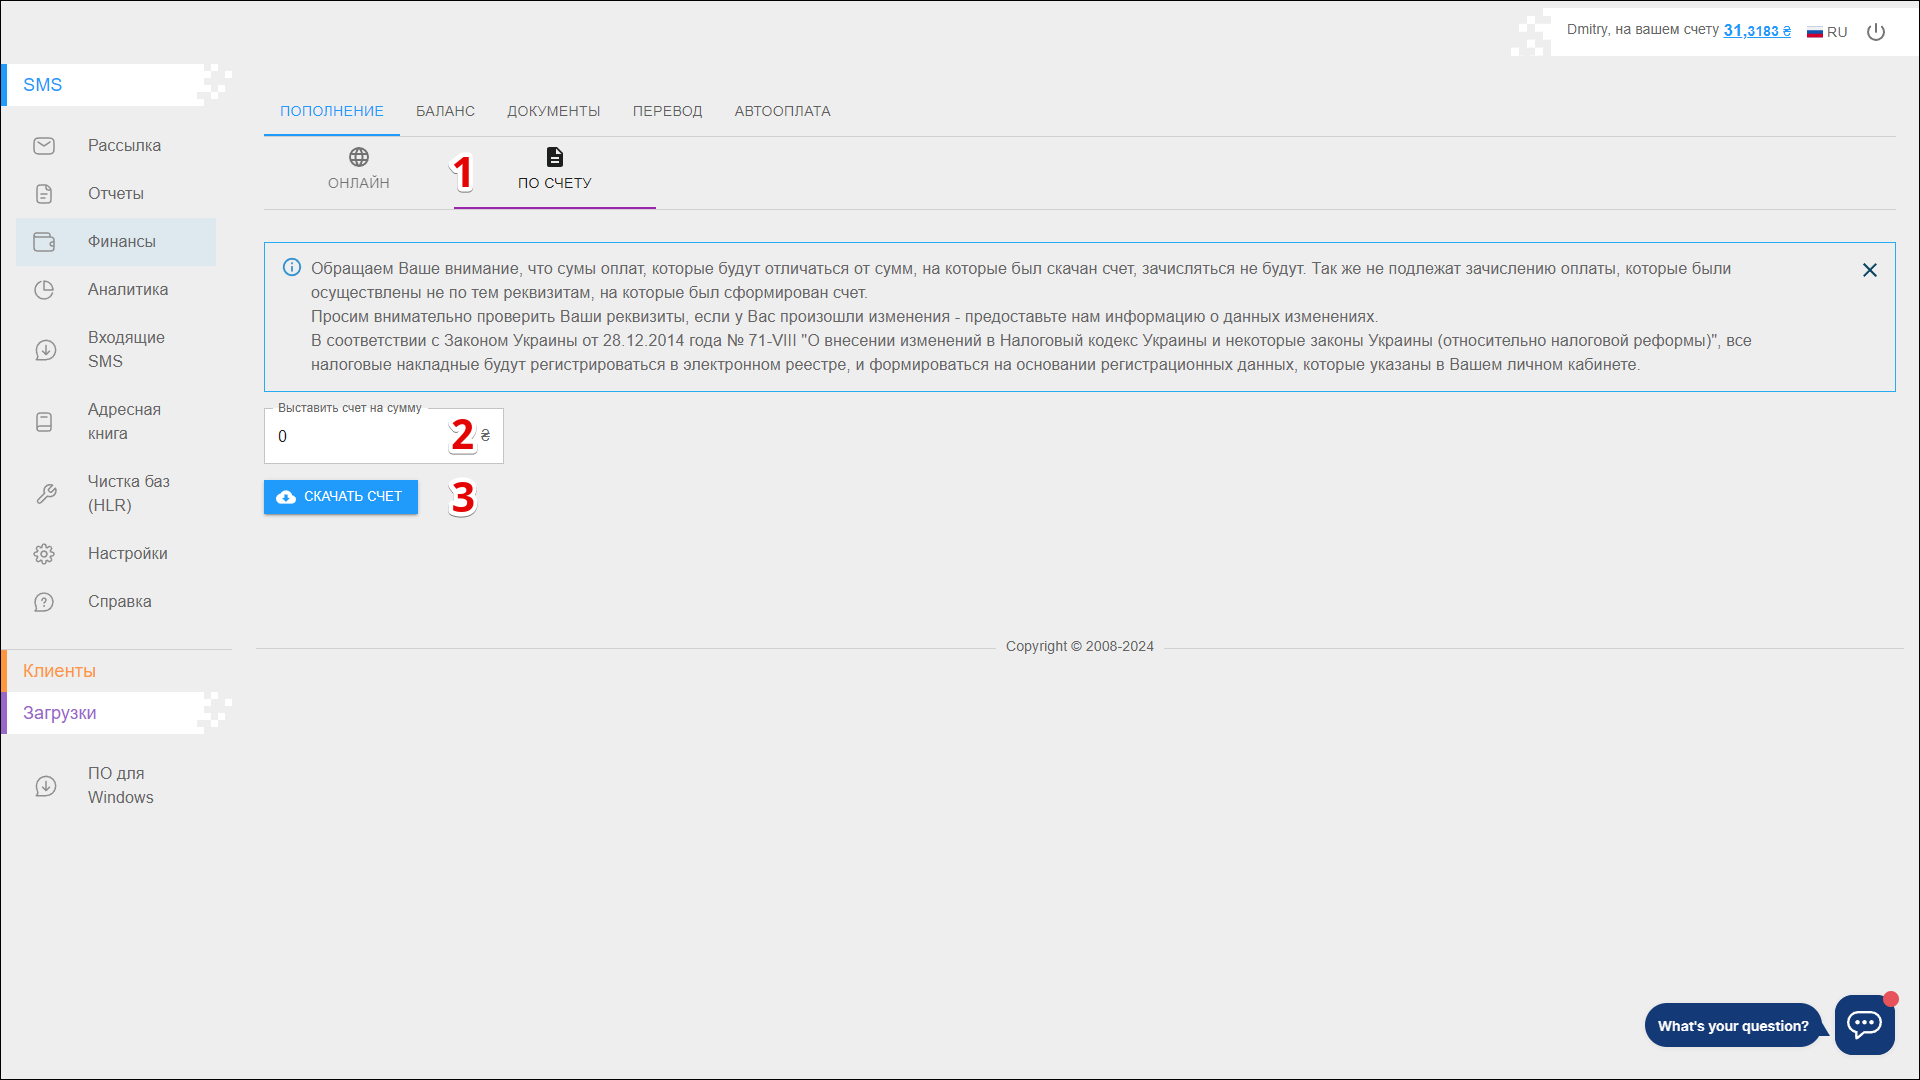 Dmitry, на вашем счету 31,3183 ₴ RU
SMS
Рассылка
Отчеты
Финансы
Аналитика
Входящие
SMS
Адресная
книга
Чистка баз
(HLR)
Настройки
Справка
Клиенты
Загрузки
ПО для
Windows
ПОПОЛНЕНИЕ БАЛАНС ДОКУМЕНТЫ ПЕРЕВОД АВТООПЛАТА
ОНЛАЙН 1 ПО СЧЕТУ
Обращаем Ваше внимание, что сумы оплат, которые будут отличаться от сумм, на которые был скачан счет, зачисляться не будут. Так же не подлежат зачислению оплаты, которые были
осуществлены не по тем реквизитам, на которые был сформирован счет.
Просим внимательно проверить Ваши реквизиты, если у Вас произошли изменения - предоставьте нам информацию о данных изменениях.
В соответствии с Законом Украины от 28.12.2014 года № 71-VIII "О внесении изменений в Налоговый кодекс Украины и некоторые законы Украины (относительно налоговой реформы)", все
налоговые накладные будут регистрироваться в электронном реестре, и формироваться на основании регистрационных данных, которые указаны в Вашем личном кабинете.
Выставить счет на сумму
0 2 ₴
СКАЧАТЬ СЧЕТ 3
Copyright © 2008-2024
What's your question?